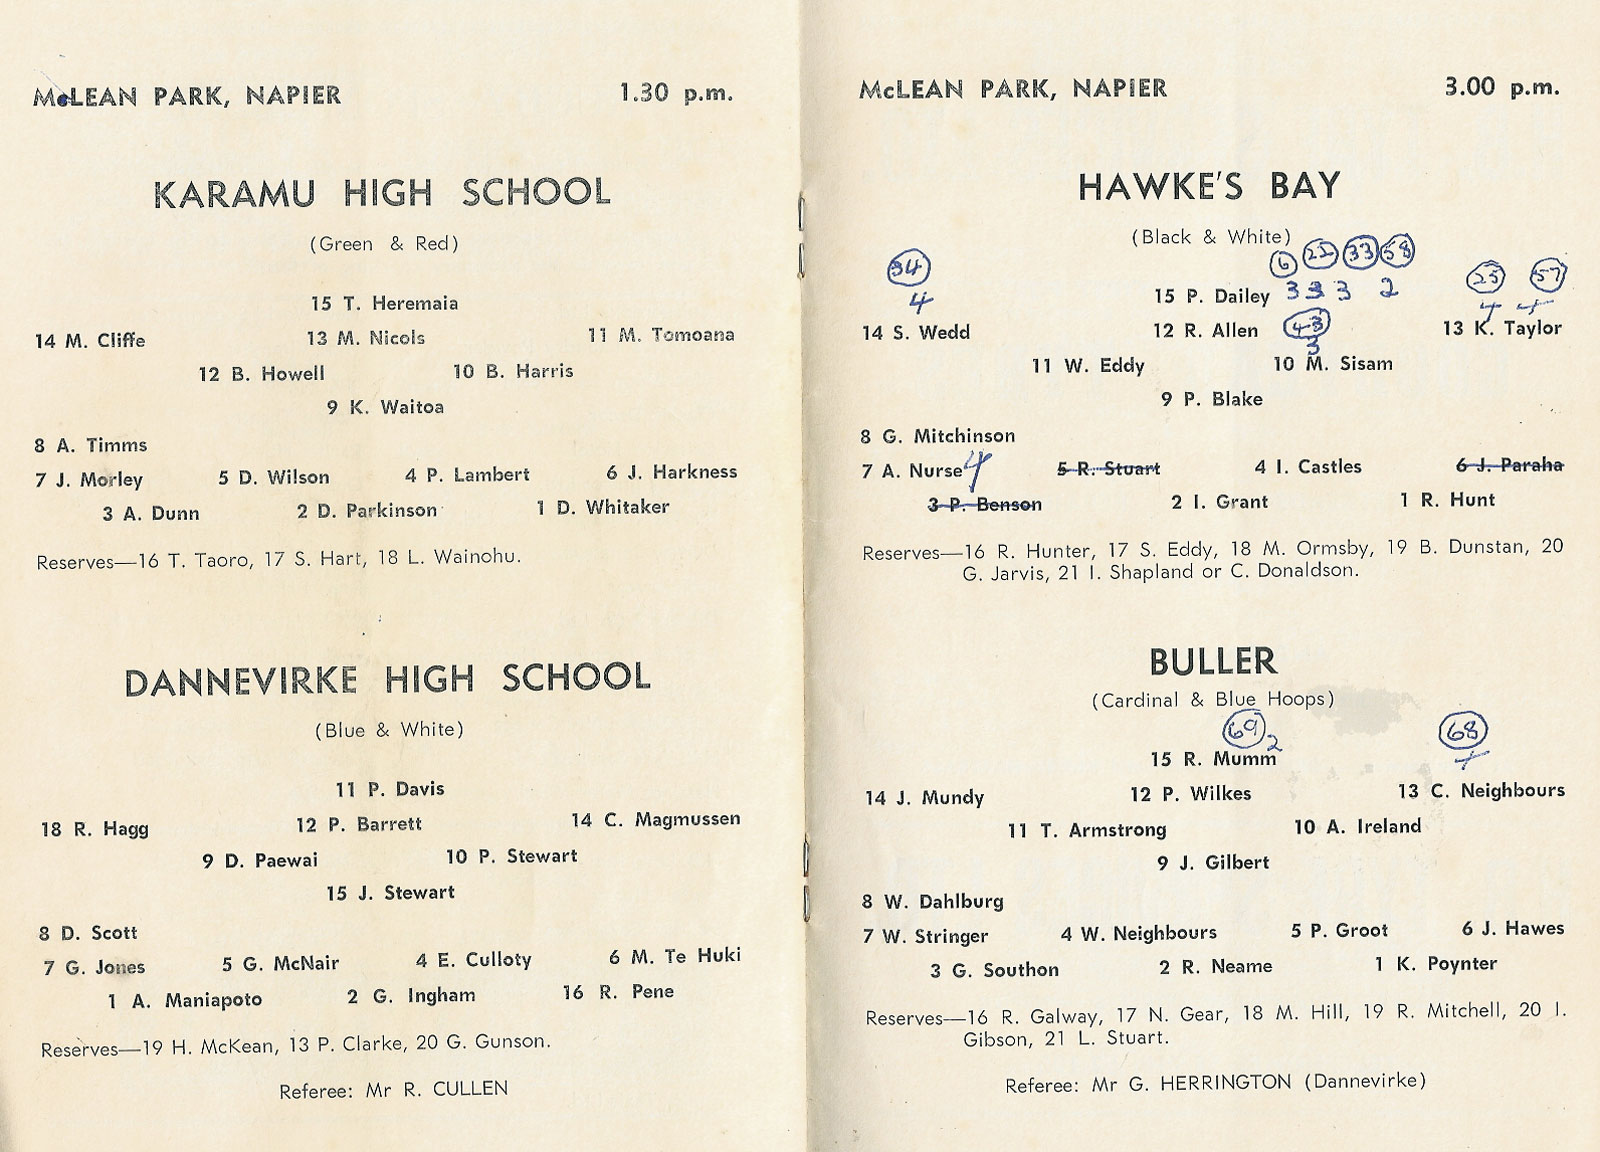 McLEAN PARK, NAPIER 1.30 p.m.
KARAMU HIGH SCHOOL
(Green & Red)
15 T. Heremaia
14 M. Cliffe 13 M. Nicols 11 M. Tomoana
12 B. Howell 10 B. Harris
9 K. Waitoa
8 A. Timms
7 J. Morley 5 D. Wilson 4 P. Lambert 6 J. Harkness
3 A. Dunn 2 D. Parkinson 1 D. Whitaker
Reserves—16 T. Taoro, 17 S. Hart, 18 L. Wainohu.
DANNEVIRKE HIGH SCHOOL
(Blue & White)
11 P. Davis
18 R. Hagg 12 P. Barrett 14 C. Magmussen
9 D. Paewai 10 P. Stewart
15 J. Stewart
8 D. Scott
7 G. Jones 5 G. McNair 4 E. Culloty 6 M. Te Huki
1 A. Maniapoto 2 G. Ingham 16 R. Pene
Reserves—19 H. McKean, 13 P. Clarke, 20 G. Gunson.
Referee: Mr R. CULLEN
McLEAN PARK, NAPIER 3.00 p.m.
HAWKE'S BAY
(Black & White)
34 6 22 33 58 25 57
4 15 P. Dailey 3 3 3 2 4 4
14 S. Wedd 12 R. Allen 43 13 K. Taylor
3
11 W. Eddy 10 M. Sisam
9 P. Blake
8 G. Mitchinson
7 A. Nurse 4 5 R. Stuart 4 I. Castles 6 J. Paraha
3 P. Benson 2 I. Grant 1 R. Hunt
Reserves—16 R. Hunter, 17 S. Eddy, 18 M. Ormsby, 19 B. Dunstan, 20
G. Jarvis, 21 I. Shapland or C. Donaldson.
BULLER
(Cardinal & Blue Hoops)
69 2 68
15 R. Mumm 4
14 J. Mundy 12 P. Wilkes 13 C. Neighbours
11 T. Armstrong 10 A. Ireland
9 J. Gilbert
8 W. Dahlburg
7 W. Stringer 4 W. Neighbours 5 P. Groot 6 J. Hawes
3 G. Southon 2 R. Neame 1 K. Poynter
Reserves—16 R. Galway, 17 N. Gear, 18 M. Hill, 19 R. Mitchell, 20 I.
Gibson, 21 L. Stuart.
Referee: Mr G. HERRINGTON (Dannevirke)